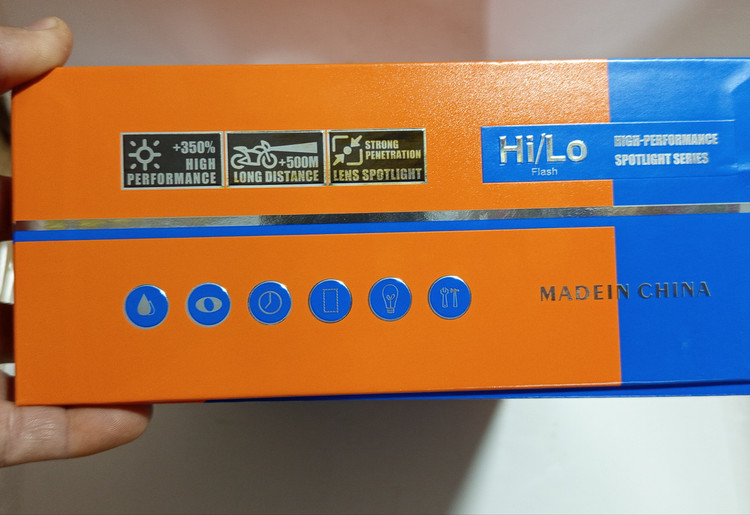 +350%
HIGH
PERFORMANCE
+500M
LONG DISTANCE
STRONG
PENETRATION
LENS SPOTLIGHT
Hi/Lo
Flash
HIGH-PERFORMANCE
SPOTLIGHT SERIES
MADEIN CHINA